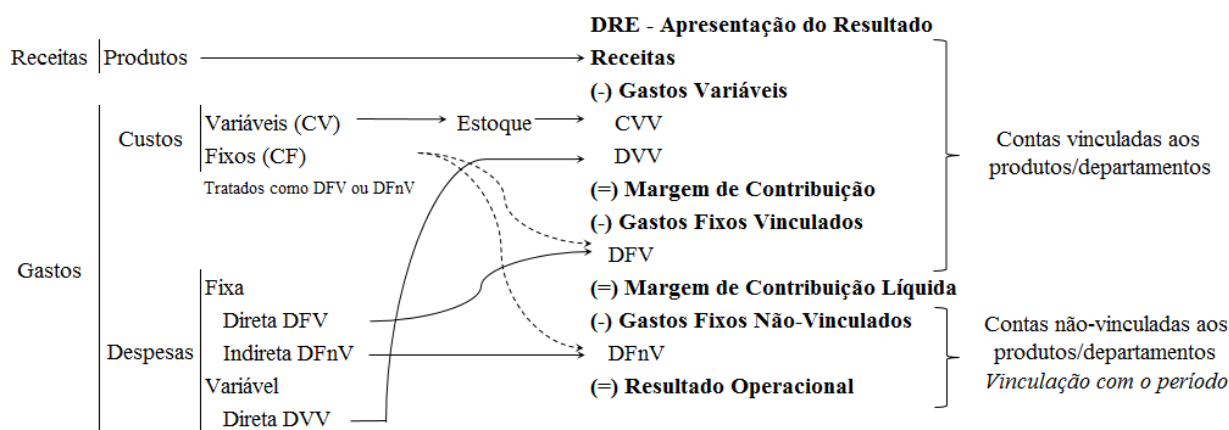 DRE - Apresentação do Resultado
Receitas Produtos Receitas
(-) Gastos Variáveis
Custos Variáveis (CV) Estoque CVV
Fixos (CF) DVV
Tratados como DFV ou DFnV (=) Margem de Contribuição
Contas vinculadas aos
produtos/departamentos
(-) Gastos Fixos Vinculados
DFV
Gastos
Fixa (=) Margem de Contribuição Líquida
Direta DFV (-) Gastos Fixos Não-Vinculados
Despesas Indireta DFnV DFnV
Variável (=) Resultado Operacional
Direta DVV
Contas não-vinculadas aos
produtos/departamentos
Vinculação com o período